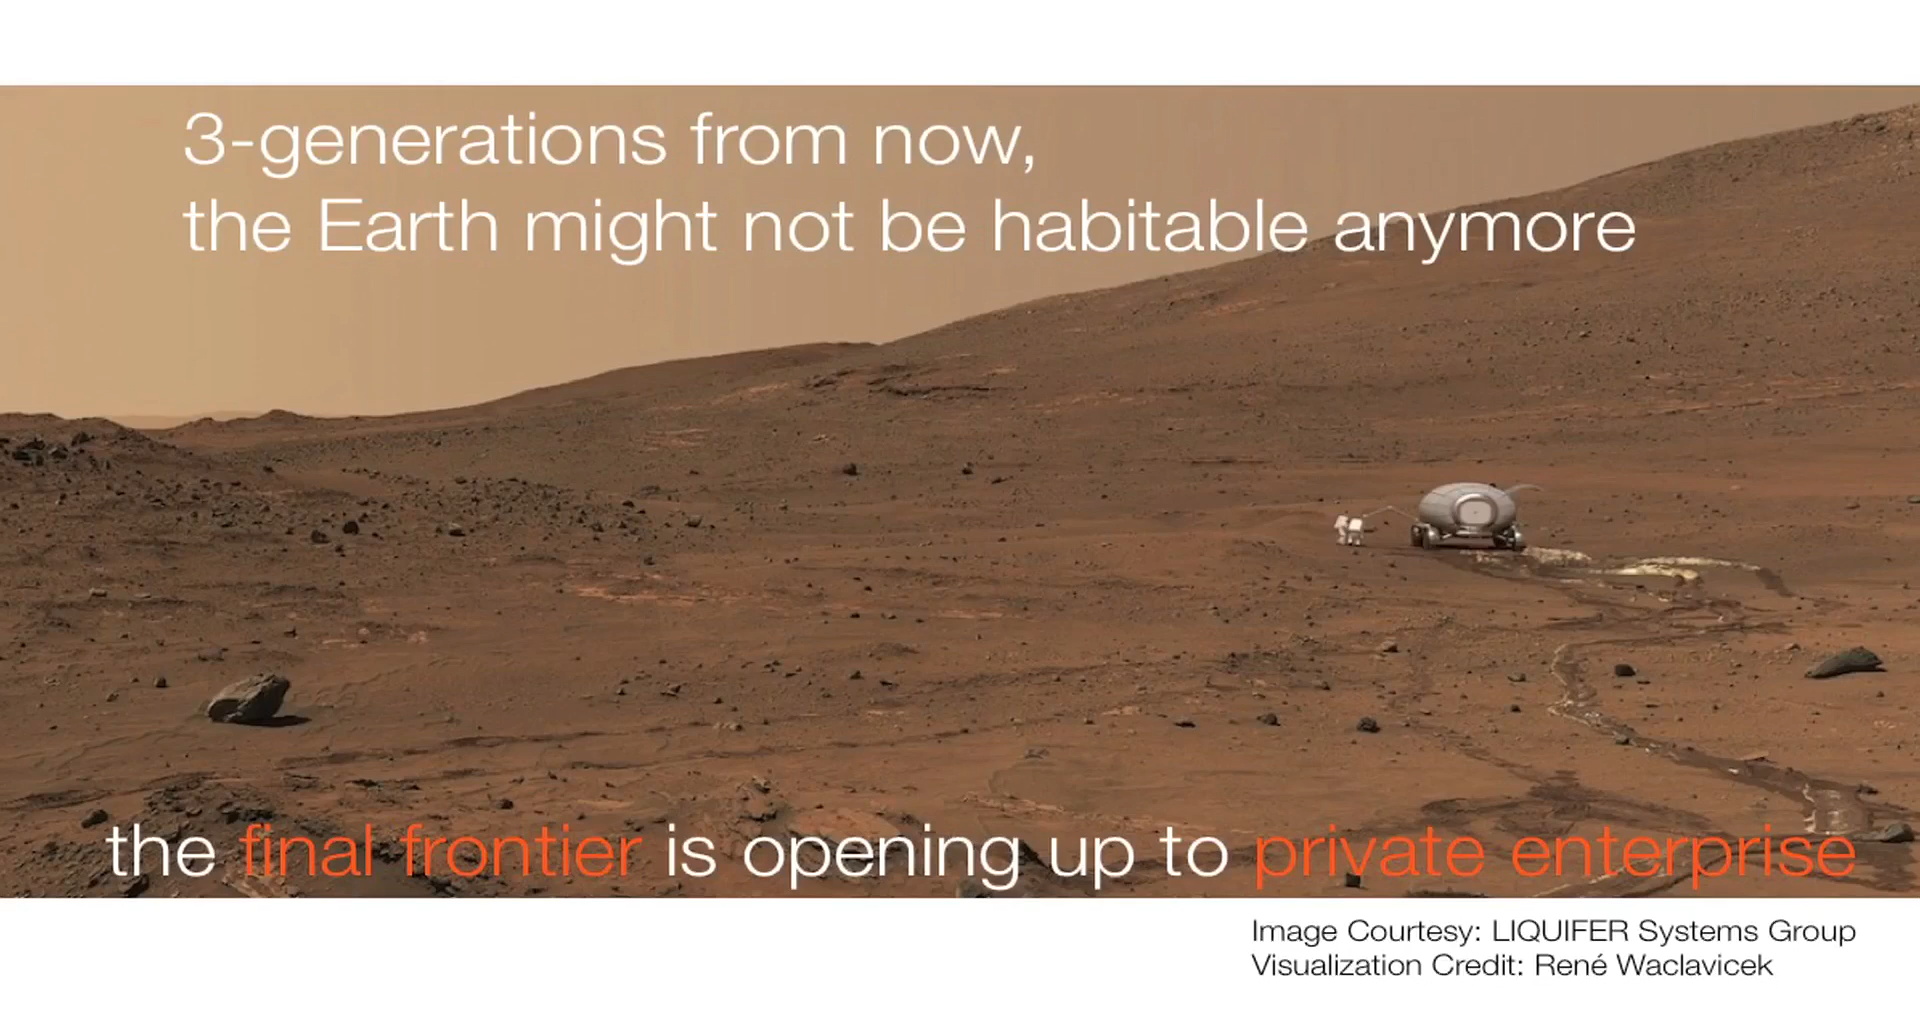 3-generations from now,
the Earth might not be habitable anymore
the final frontier is opening up to private enterprise
Image Courtesy: LIQUIFER Systems Group
Visualization Credit: René Waclavicek